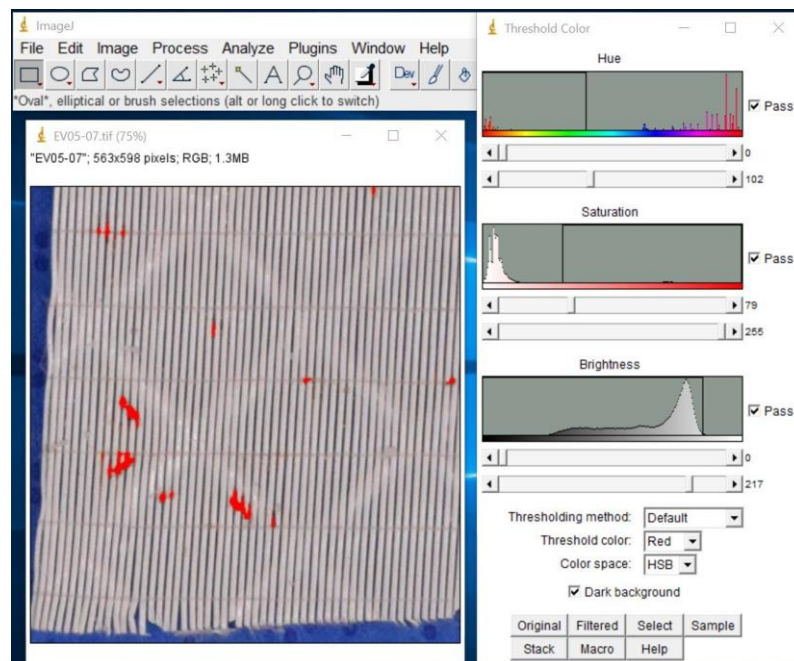 ImageJ
File Edit Image Process Analyze Plugins Window Help
Dev
*Oval*, elliptical or brush selections (alt or long click to switch)
EV05-07.tif (75%)
"EV05-07"; 563x598 pixels; RGB; 1.3MB
Threshold Color
Hue
Pass
0
102
Saturation
Pass
79
255
Brightness
Pass
0
217
Thresholding method: Default
Threshold color: Red
Color space: HSB
Dark background
Original Filtered Select Sample
Stack Macro Help